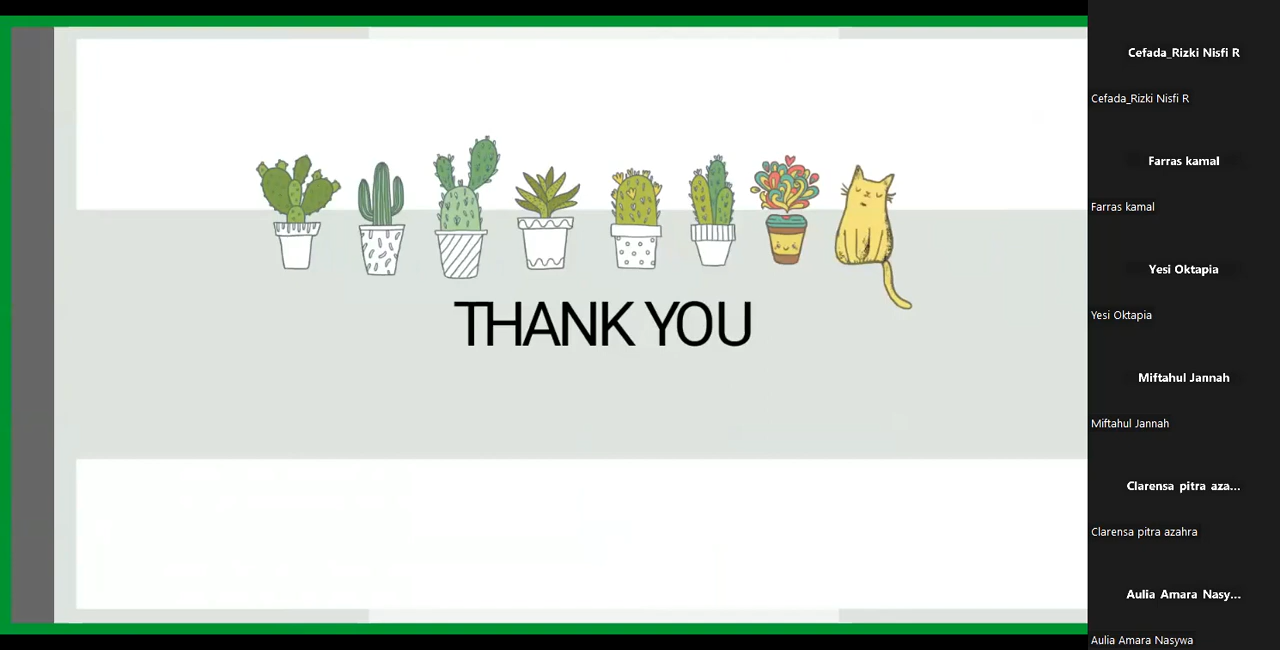 THANK YOU
Cefada_Rizki Nisfi R
Cefada_Rizki Nisfi R
Farras kamal
Farras kamal
Yesi Oktapia
Yesi Oktapia
Miftahul Jannah
Miftahul Jannah
Clarensa pitra aza...
Clarensa pitra azahra
Aulia Amara Nasy...
Aulia Amara Nasywa